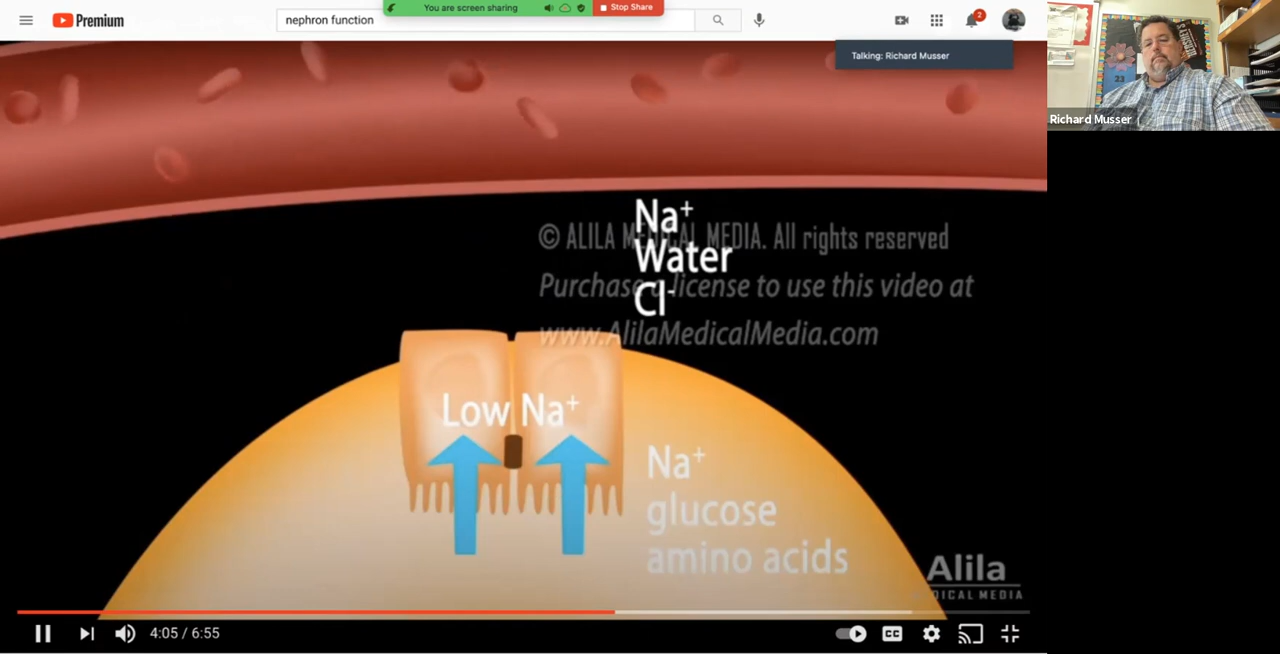 Premium
nephron function
You are screen sharing
Stop Share
2
Talking: Richard Musser
Na⁺
© ALILA MEDICAL MEDIA. All rights reserved
Water
Purchase a license to use this video at
Cl⁻
www.AlilaMedicalMedia.com
Low Na⁺
Na⁺
glucose
amino acids
Alila
MEDICAL MEDIA
4:05 / 6:55
CC
23
Richard Musser